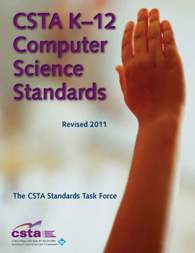 CSTA K–12
Computer
Science
Standards
Revised 2011
The CSTA Standards Task Force
csta